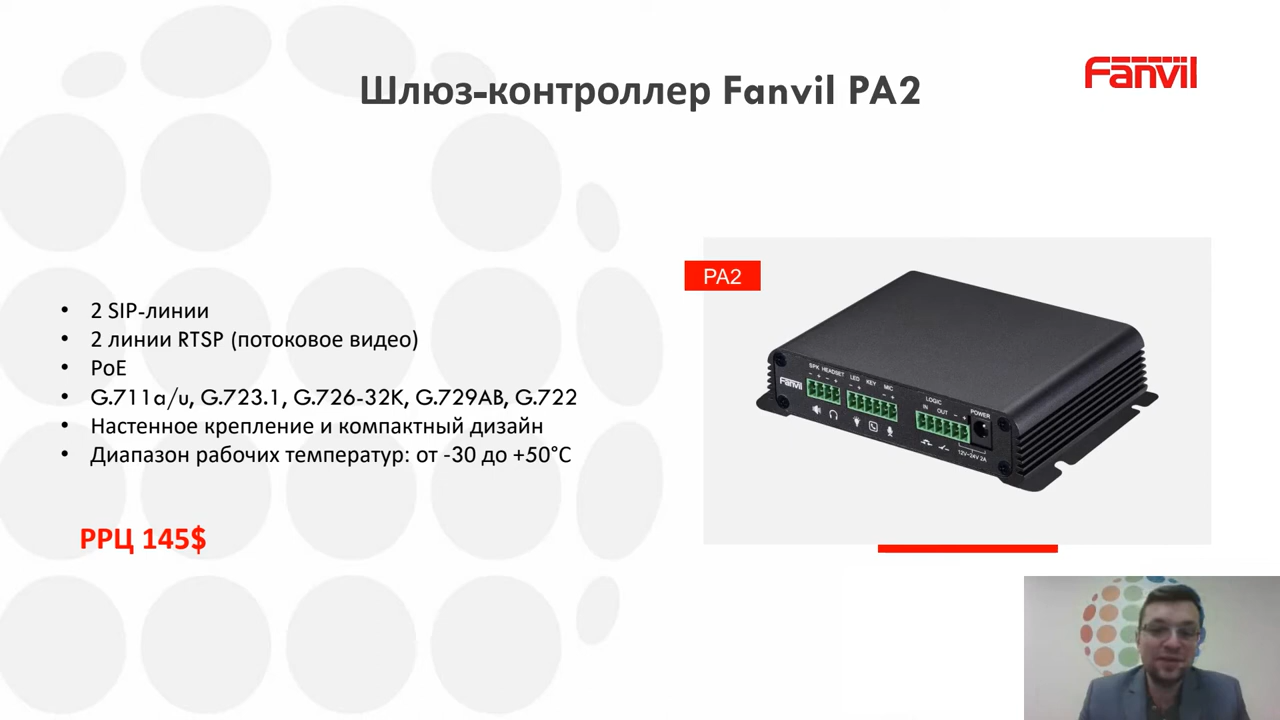 Шлюз-контроллер Fanvil PA2
Fanvil
• 2 SIP-линии
• 2 линии RTSP (потоковое видео)
• PoE
• G.711a/u, G.723.1, G.726-32K, G.729AB, G.722
• Настенное крепление и компактный дизайн
• Диапазон рабочих температур: от -30 до +50°C
РРЦ 145$
PA2
Fanvil
SPK HEADSET LED KEY MIC
- + - + - + - +
LOGIC
IN OUT - + POWER
12V~24V 2A